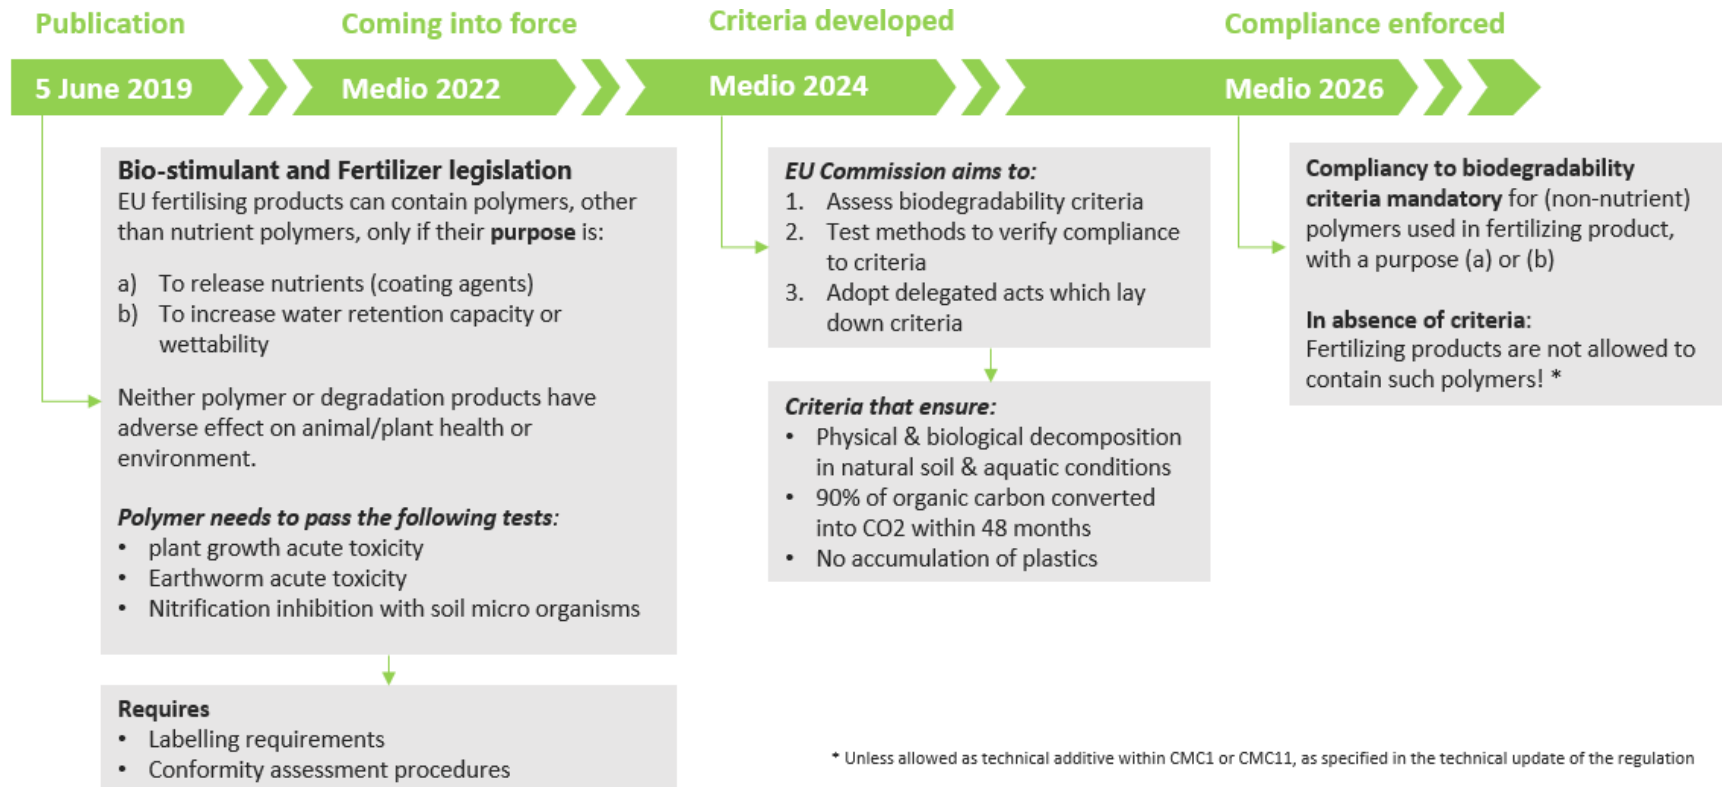 Publication
Coming into force
Criteria developed
Compliance enforced
5 June 2019
Medio 2022
Medio 2024
Medio 2026
Bio-stimulant and Fertilizer legislation
EU fertilising products can contain polymers, other
than nutrient polymers, only if their purpose is:
a) To release nutrients (coating agents)
b) To increase water retention capacity or
wettability
Neither polymer or degradation products have
adverse effect on animal/plant health or
environment.
Polymer needs to pass the following tests:
• plant growth acute toxicity
• Earthworm acute toxicity
• Nitrification inhibition with soil micro organisms
Requires
• Labelling requirements
• Conformity assessment procedures
EU Commission aims to:
1. Assess biodegradability criteria
2. Test methods to verify compliance
to criteria
3. Adopt delegated acts which lay
down criteria
Criteria that ensure:
• Physical & biological decomposition
in natural soil & aquatic conditions
• 90% of organic carbon converted
into CO2 within 48 months
• No accumulation of plastics
Compliancy to biodegradability
criteria mandatory for (non-nutrient)
polymers used in fertilizing product,
with a purpose (a) or (b)
In absence of criteria:
Fertilizing products are not allowed to
contain such polymers! *
* Unless allowed as technical additive within CMC1 or CMC11, as specified in the technical update of the regulation